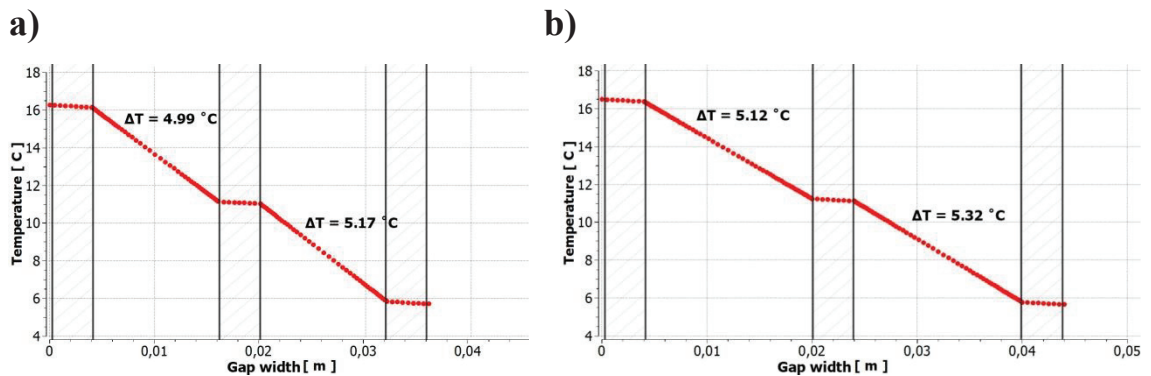 a)
18
16
14
12
10
8
6
4
Temperature [ C ]
ΔT = 4.99 ˚C
ΔT = 5.17 ˚C
0
0,01
0,02
0,03
0,04
Gap width [ m ]
b)
18
16
14
12
10
8
6
4
Temperature [ C ]
ΔT = 5.12 ˚C
ΔT = 5.32 ˚C
0
0,01
0,02
0,03
0,04
0,05
Gap width [ m ]